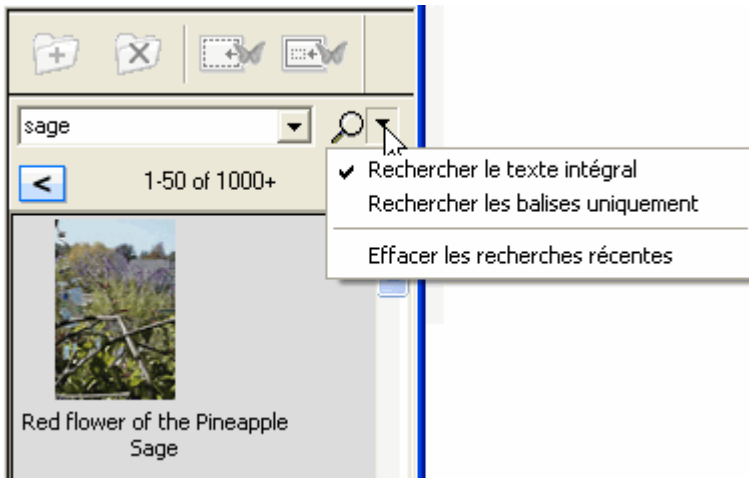 sage
Rechercher le texte intégral
Rechercher les balises uniquement
Effacer les recherches récentes
< 1-50 of 1000+
Red flower of the Pineapple
Sage